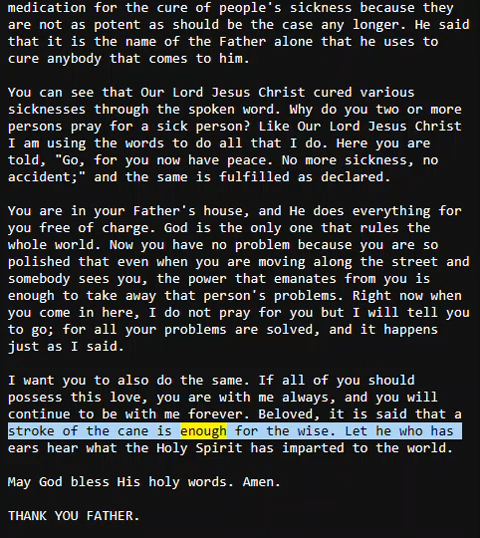 medication for the cure of people's sickness because they
are not as potent as should be the case any longer. He said
that it is the name of the Father alone that he uses to
cure anybody that comes to him.
You can see that Our Lord Jesus Christ cured various
sicknesses through the spoken word. Why do you two or more
persons pray for a sick person? Like Our Lord Jesus Christ
I am using the words to do all that I do. Here you are
told, "Go, for you now have peace. No more sickness, no
accident;" and the same is fulfilled as declared.
You are in your Father's house, and He does everything for
you free of charge. God is the only one that rules the
whole world. Now you have no problem because you are so
polished that even when you are moving along the street and
somebody sees you, the power that emanates from you is
enough to take away that person's problems. Right now when
you come in here, I do not pray for you but I will tell you
to go; for all your problems are solved, and it happens
just as I said.
I want you to also do the same. If all of you should
possess this love, you are with me always, and you will
continue to be with me forever. Beloved, it is said that a
stroke of the cane is enough for the wise. Let he who has
ears hear what the Holy Spirit has imparted to the world.
May God bless His holy words. Amen.
THANK YOU FATHER.